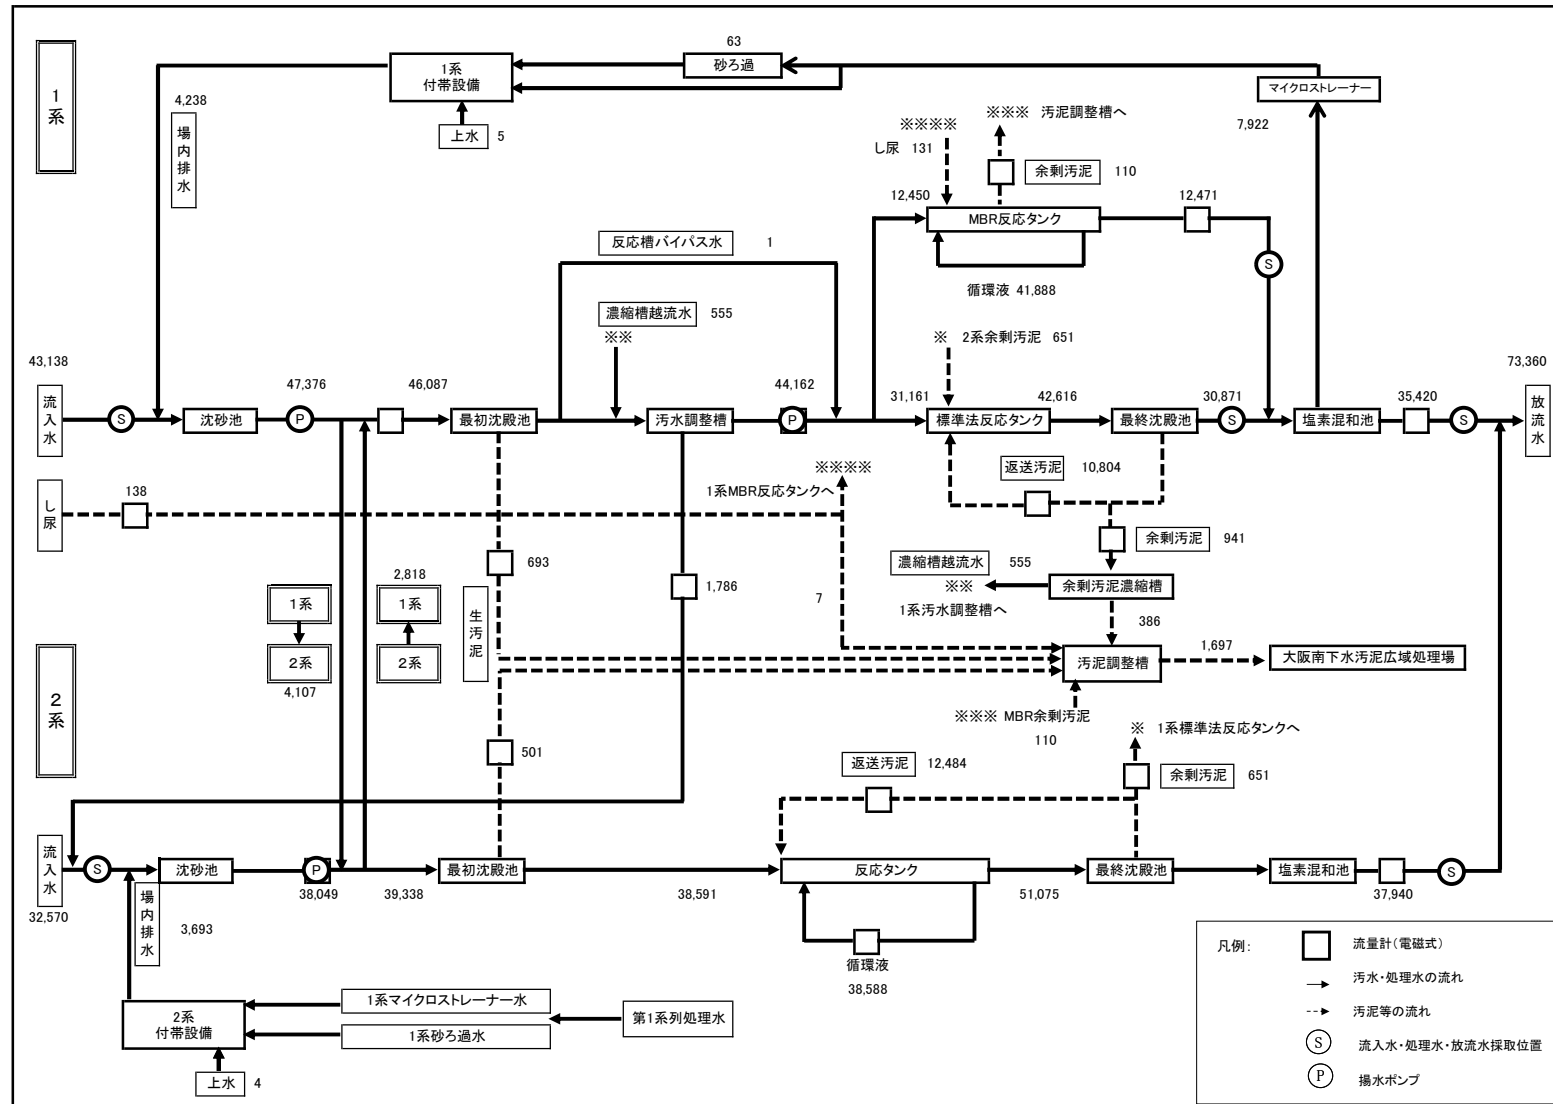 1系
63
砂ろ過
1系
付帯設備
上水 5
4,238
場内排水
マイクロストレーナー
7,922
※※※※
し尿 131
※※※ 汚泥調整槽へ
余剰汚泥 110
12,450
MBR反応タンク
12,471
S
循環液 41,888
反応槽バイパス水 1
濃縮槽越流水 555
※※
※ 2系余剰汚泥 651
43,138
流入水
S
沈砂池
47,376
P
46,087
最初沈殿池
汚水調整槽
44,162
P
31,161
標準法反応タンク
42,616
最終沈殿池
30,871
S
塩素混和池
35,420
S
73,360
放流水
返送汚泥 10,804
※※※※
1系MBR反応タンクへ
し尿
138
余剰汚泥 941
693
濃縮槽越流水 555
※※
1系汚水調整槽へ
余剰汚泥濃縮槽
1,786
7
386
1系
2系
4,107
2,818
1系
2系
生汚泥
汚泥調整槽
1,697
大阪南下水汚泥広域処理場
※※※ MBR余剰汚泥
110
2系
501
※ 1系標準法反応タンクへ
返送汚泥 12,484
余剰汚泥 651
流入水
32,570
S
沈砂池
P
38,049
39,338
最初沈殿池
38,591
反応タンク
51,075
最終沈殿池
塩素混和池
37,940
S
場内排水
3,693
循環液
38,588
2系
付帯設備
1系マイクロストレーナー水
1系砂ろ過水
第1系列処理水
上水 4
凡例:
流量計(電磁式)
汚水・処理水の流れ
汚泥等の流れ
S 流入水・処理水・放流水採取位置
P 揚水ポンプ